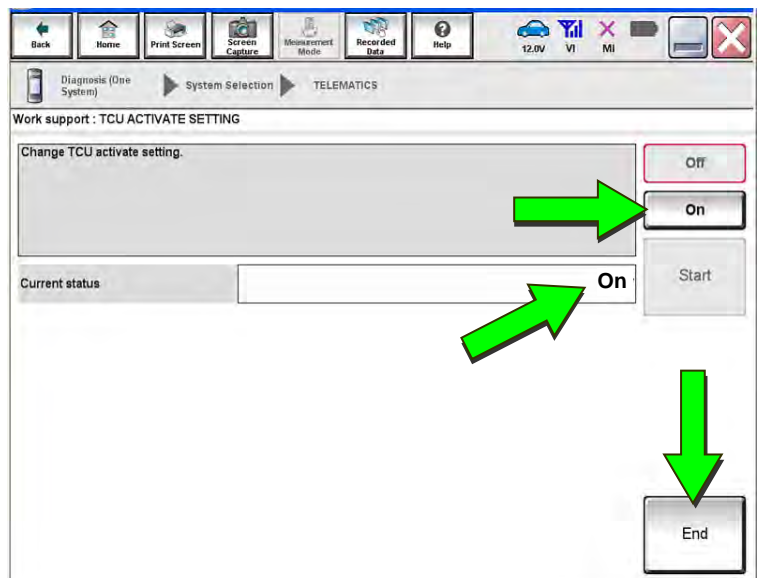 Back
Home
Print Screen
Screen
Capture
Measurement
Mode
Recorded
Data
Help
12.0V
VI
MI
Diagnosis (One
System)
System Selection
TELEMATICS
Work support : TCU ACTIVATE SETTING
Change TCU activate setting.
Off
On
Current status
On
Start
End